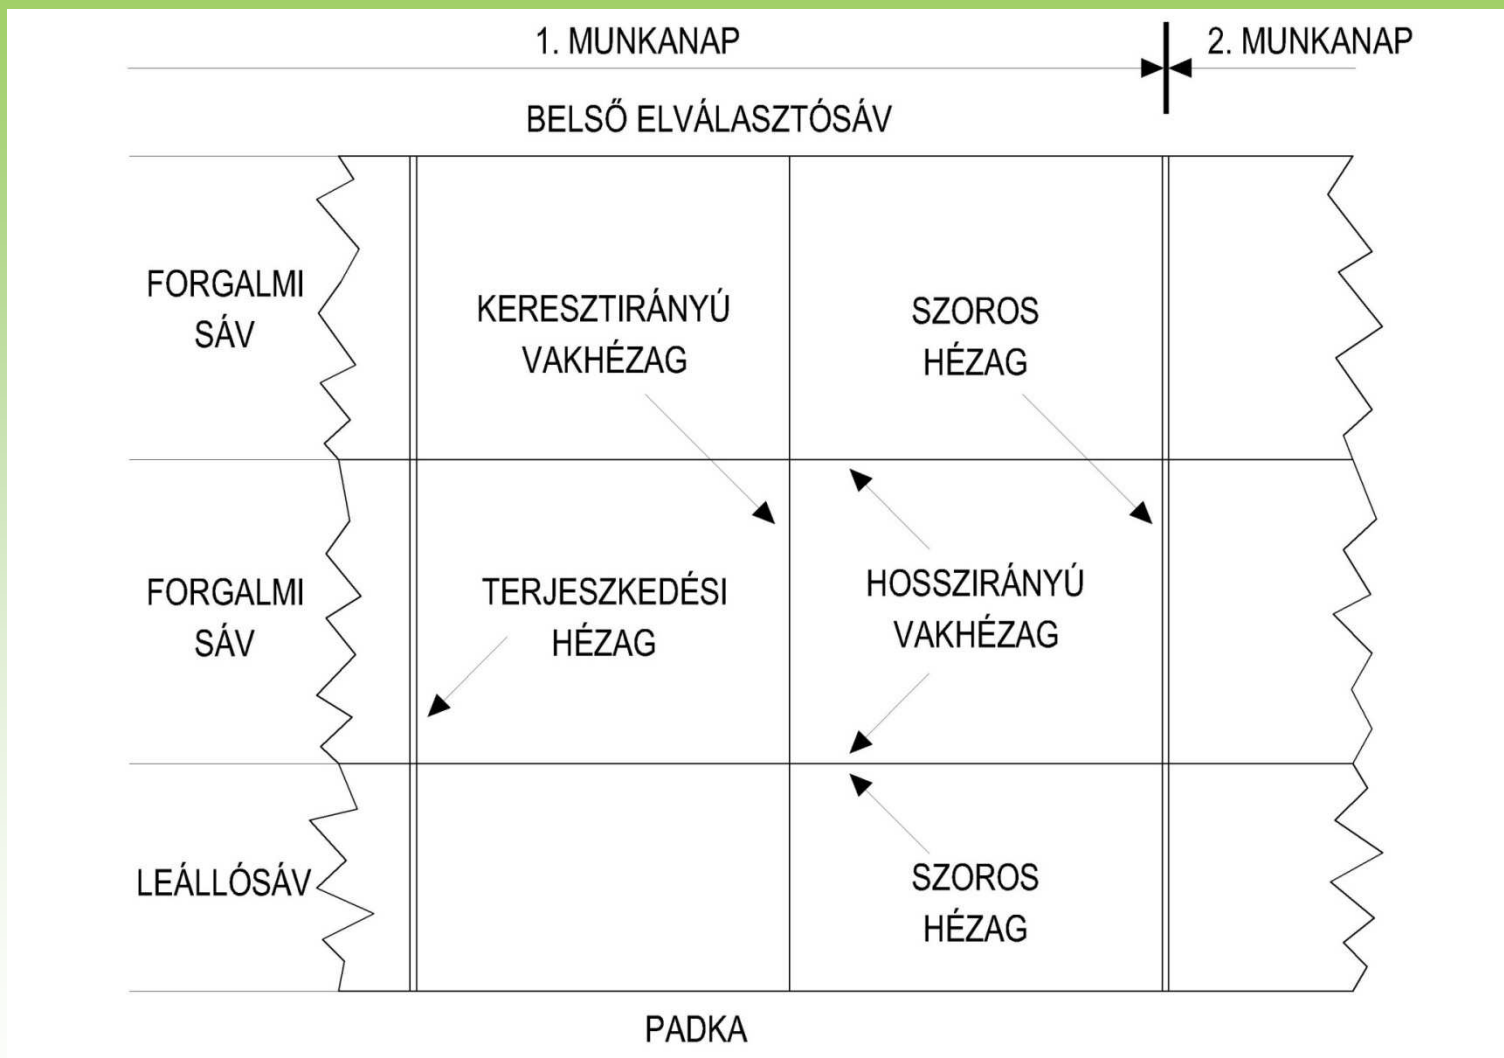 1. MUNKANAP
2. MUNKANAP
BELSŐ ELVÁLASZTÓSÁV
FORGALMI
SÁV
KERESZTIRÁNYÚ
VAKHÉZAG
SZOROS
HÉZAG
FORGALMI
SÁV
TERJESZKEDÉSI
HÉZAG
HOSSZIRÁNYÚ
VAKHÉZAG
LEÁLLÓSÁV
SZOROS
HÉZAG
PADKA